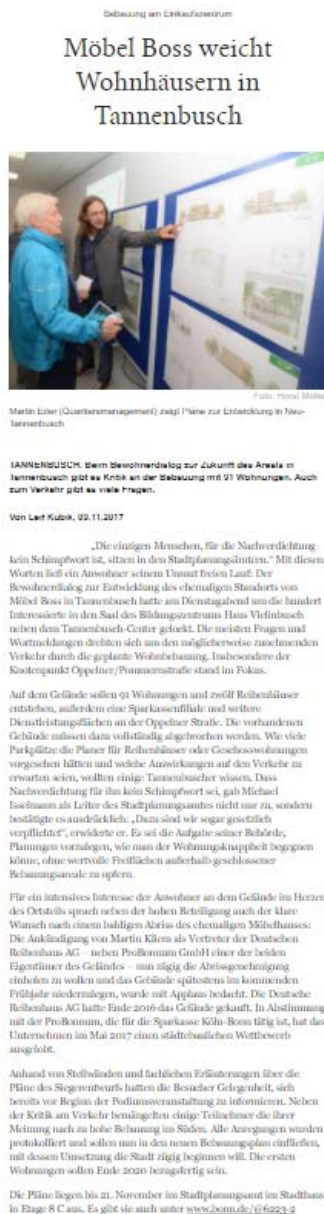 Bebauung am Einkaufszentrum
Möbel Boss weicht
Wohnhäusern in
Tannenbusch
Foto: Horst Müller
Martin Eder (Quartiersmanagement) zeigt Pläne zur Entwicklung in Neu-
Tannenbusch
TANNENBUSCH. Beim Bewohnerdialog zur Zukunft des Areals in
Tannenbusch gibt es Kritik an der Bebauung mit 91 Wohnungen. Auch
zum Verkehr gibt es viele Fragen.
Von Leif Kubik, 09.11.2017
„Die einzigen Menschen, für die Nachverdichtung
kein Schimpfwort ist, sitzen in den Stadtplanungsämtern.“ Mit diesen
Worten ließ ein Anwohner seinem Unmut freien Lauf: Der
Bewohnerdialog zur Entwicklung des ehemaligen Standorts von
Möbel Boss in Tannenbusch hatte am Dienstagabend um die hundert
Interessierte in den Saal des Bildungszentrums Haus Vielinbusch
neben dem Tannenbusch-Center gelockt. Die meisten Fragen und
Wortmeldungen drehten sich um den möglicherweise zunehmenden
Verkehr durch die geplante Wohnbebauung. Insbesondere der
Knotenpunkt Oppelner/Pommernstraße stand im Fokus.
Auf dem Gelände sollen 91 Wohnungen und zwölf Reihenhäuser
entstehen, außerdem eine Sparkassenfiliale und weitere
Dienstleistungsflächen an der Oppelner Straße. Die vorhandenen
Gebäude müssen dazu vollständig abgebrochen werden. Wie viele
Parkplätze die Planer für Reihenhäuser oder Geschosswohnungen
vorgesehen hätten und welche Auswirkungen auf den Verkehr zu
erwarten seien, wollten einige Tannenbuscher wissen. Dass
Nachverdichtung für ihn kein Schimpfwort sei, gab Michael
Isselmann als Leiter des Stadtplanungsamtes nicht nur zu, sondern
bestätigte es ausdrücklich: „Dazu sind wir sogar gesetzlich
verpflichtet“, erwiderte er. Es sei die Aufgabe seiner Behörde,
Planungen vorzulegen, wie man der Wohnungsknappheit begegnen
könne, ohne wertvolle Freiflächen außerhalb geschlossener
Bebauungsareale zu opfern.
Für ein intensives Interesse der Anwohner an dem Gelände im Herzen
des Ortsteils sprach neben der hohen Beteiligung auch der klare
Wunsch nach einem baldigen Abriss des ehemaligen Möbelhauses:
Die Ankündigung von Martin Kliem als Vertreter der Deutschen
Reihenhaus AG – neben ProBonnum GmbH einer der beiden
Eigentümer des Geländes – nun zügig die Abrissgenehmigung
einholen zu wollen und das Gebäude spätestens im kommenden
Frühjahr niederzulegen, wurde mit Applaus bedacht. Die Deutsche
Reihenhaus AG hatte Ende 2016 das Gelände gekauft. In Abstimmung
mit der ProBonnum, die für die Sparkasse Köln-Bonn tätig ist, hat das
Unternehmen im Mai 2017 einen städtebaulichen Wettbewerb
ausgelobt.
Anhand von Stellwänden und fachlichen Erläuterungen über die
Pläne des Siegerentwurfs hatten die Besucher Gelegenheit, sich
bereits vor Beginn der Podiumsveranstaltung zu informieren. Neben
der Kritik am Verkehr bemängelten einige Teilnehmer die ihrer
Meinung nach zu hohe Bebauung im Süden. Alle Anregungen wurden
protokolliert und sollen nun in den neuen Bebauungsplan einfließen,
mit dessen Umsetzung die Stadt zügig beginnen will. Die ersten
Wohnungen sollen Ende 2020 bezugsfertig sein.
Die Pläne liegen bis 21. November im Stadtplanungsamt im Stadthaus
in Etage 8 C aus. Es gibt sie auch unter www.bonn.de/@6223-2